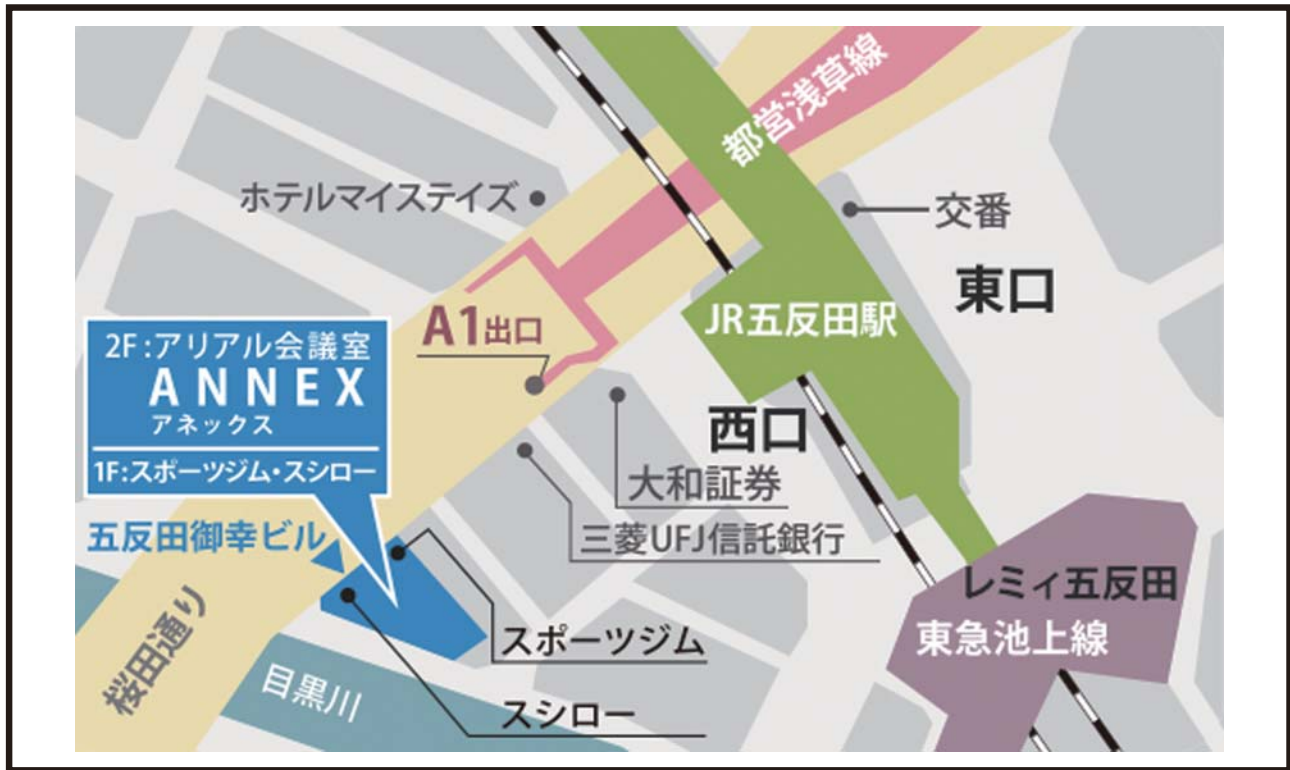 都営浅草線
ホテルマイステイズ
交番
東口
JR五反田駅
A1出口
2F:アリアル会議室
ANNEX
アネックス
1F:スポーツジム・スシロー
西口
大和証券
三菱UFJ信託銀行
五反田御幸ビル
レミィ五反田
東急池上線
桜田通り
スポーツジム
目黒川
スシロー